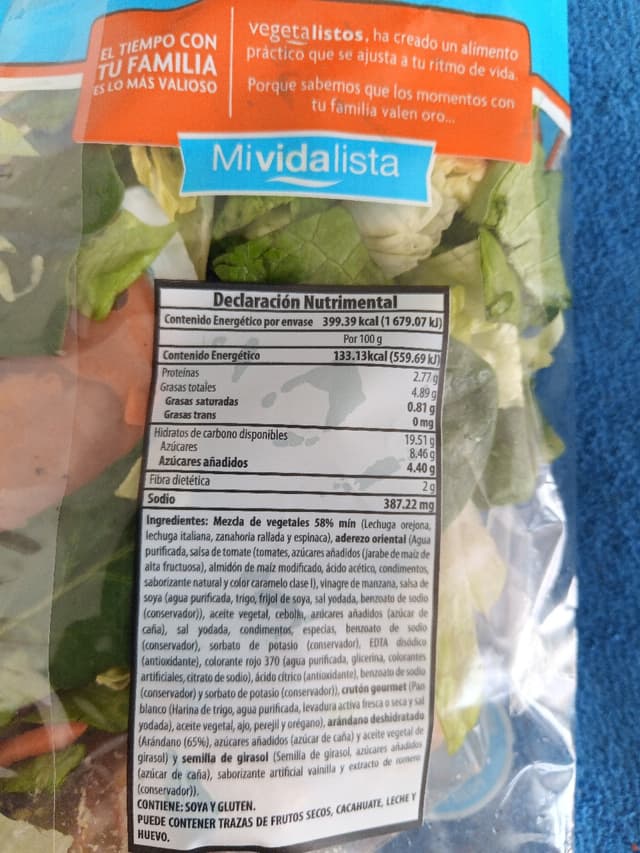 EL TIEMPO CON
TU FAMILIA
ES LO MÁS VALIOSO
vegetalistos, ha creado un alimento
práctico que se ajusta a tu ritmo de vida.
Porque sabemos que los momentos con
tu familia valen oro...
Mividalista
Declaración Nutrimental
Contenido Energético por envase 399.39 kcal (1 679.07 kJ)
Por 100 g
Contenido Energético 133.13kcal (559.69 kJ)
Proteínas 2.77 g
Grasas totales 4.89 g
Grasas saturadas 0.81 g
Grasas trans 0 mg
Hidratos de carbono disponibles 19.51 g
Azúcares 8.46 g
Azúcares añadidos 4.40 g
Fibra dietética 2 g
Sodio 387.22 mg
Ingredientes: Mezcla de vegetales 58% mín (Lechuga orejona,
lechuga italiana, zanahoria rallada y espinaca), aderezo oriental (Agua
purificada, salsa de tomate (tomates, azúcares añadidos (jarabe de maíz de
alta fructuosa), almidón de maíz modificado, ácido acético, condimentos,
saborizante natural y color caramelo clase I), vinagre de manzana, salsa de
soya (agua purificada, trigo, frijol de soya, sal yodada, benzoato de sodio
(conservador)), aceite vegetal, cebolla, azúcares añadidos (azúcar de
caña), sal yodada, condimentos, especias, benzoato de sodio
(conservador), sorbato de potasio (conservador), EDTA disódico
(antioxidante), colorante rojo 370 (agua purificada, glicerina, colorantes
artificiales, citrato de sodio), ácido cítrico (antioxidante), benzoato de sodio
(conservador) y sorbato de potasio (conservador)), crutón gourmet (Pan
blanco (Harina de trigo, agua purificada, levadura activa fresca o seca y sal
yodada), aceite vegetal, ajo, perejil y orégano), arándano deshidratado
(Arándano (65%), azúcares añadidos (azúcar de caña) y aceite vegetal de
girasol) y semilla de girasol (Semilla de girasol, azúcares añadidos
(azúcar de caña), saborizante artificial vainilla y extracto de romero
(conservador)).
CONTIENE: SOYA Y GLUTEN.
PUEDE CONTENER TRAZAS DE FRUTOS SECOS, CACAHUATE, LECHE Y
HUEVO.